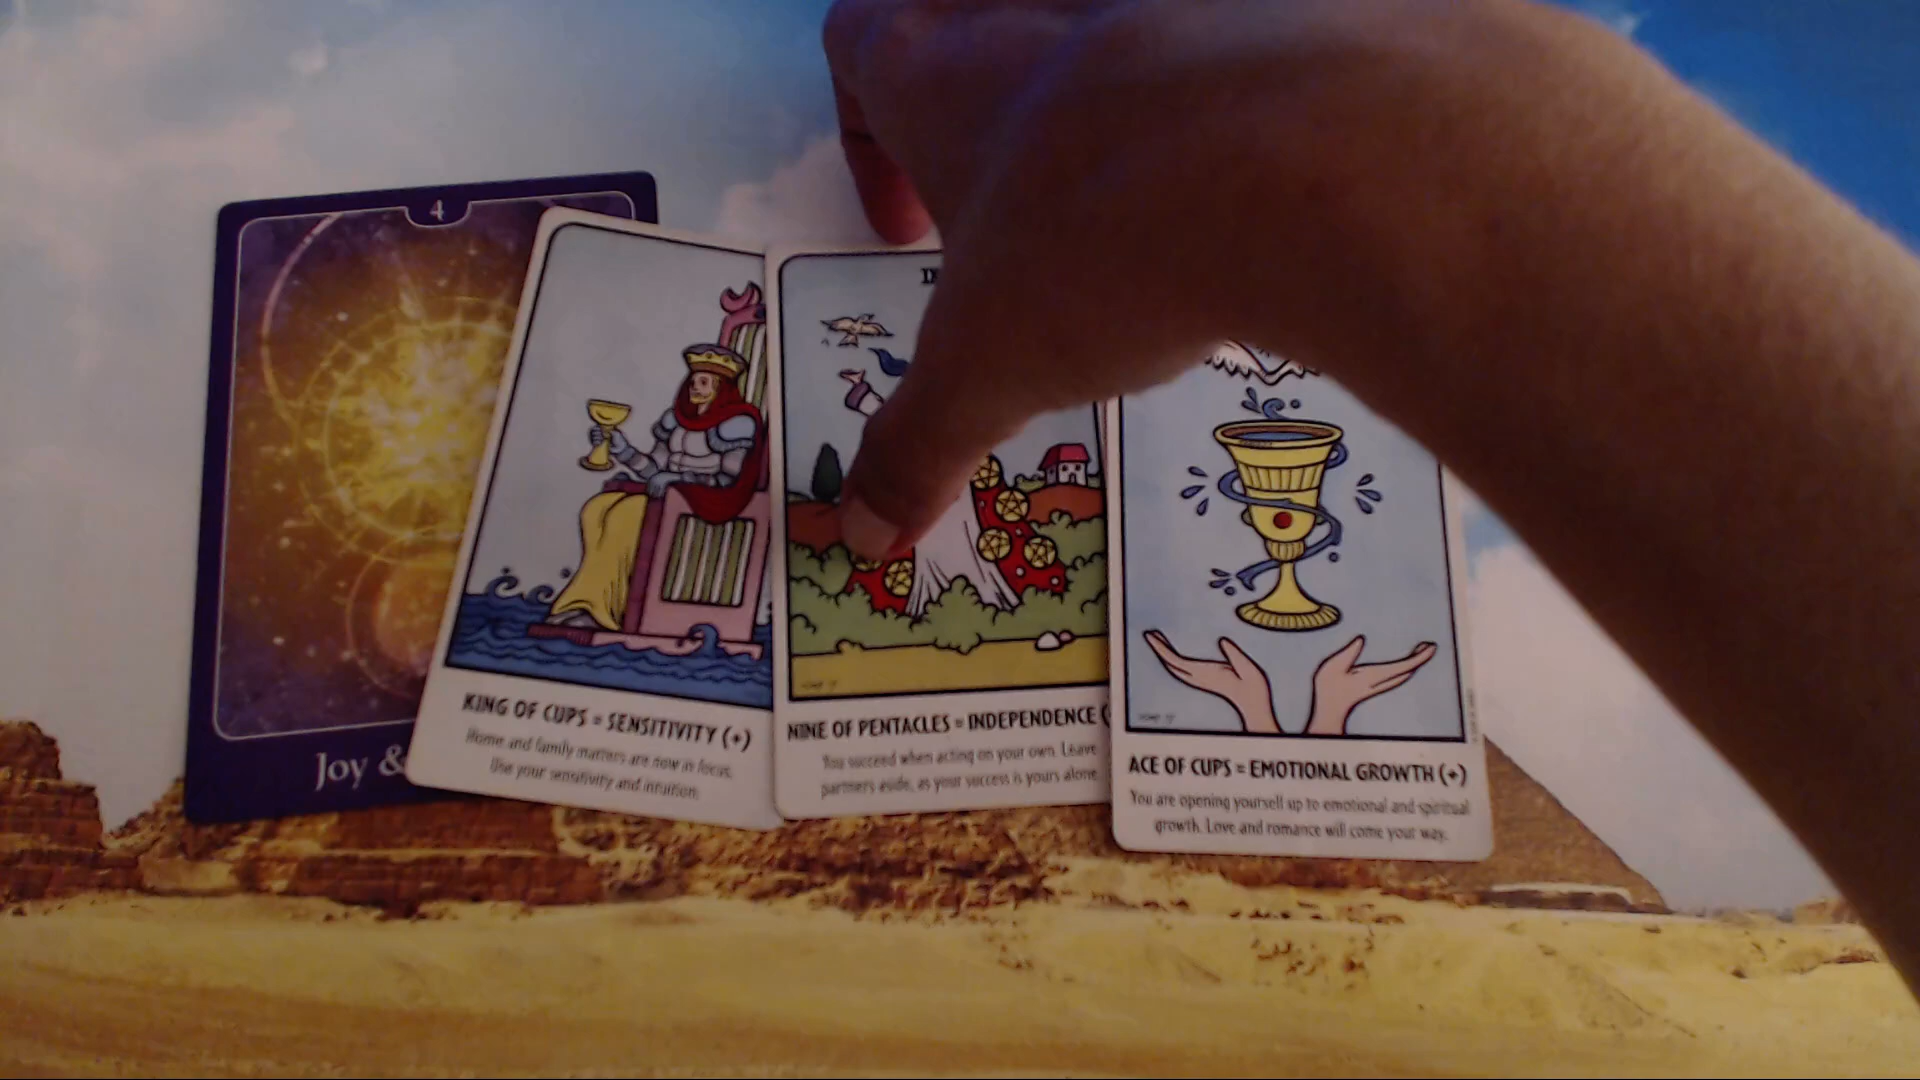 4
Joy &
KING OF CUPS = SENSITIVITY (+)
Home and family matters are now in focus.
Use your sensitivity and intuition.
NINE OF PENTACLES = INDEPENDENCE (
You succeed when acting on your own. Leave
partners aside, as your success is yours alone.
ACE OF CUPS = EMOTIONAL GROWTH (+)
You are opening yourself up to emotional and spiritual
growth. Love and romance will come your way.